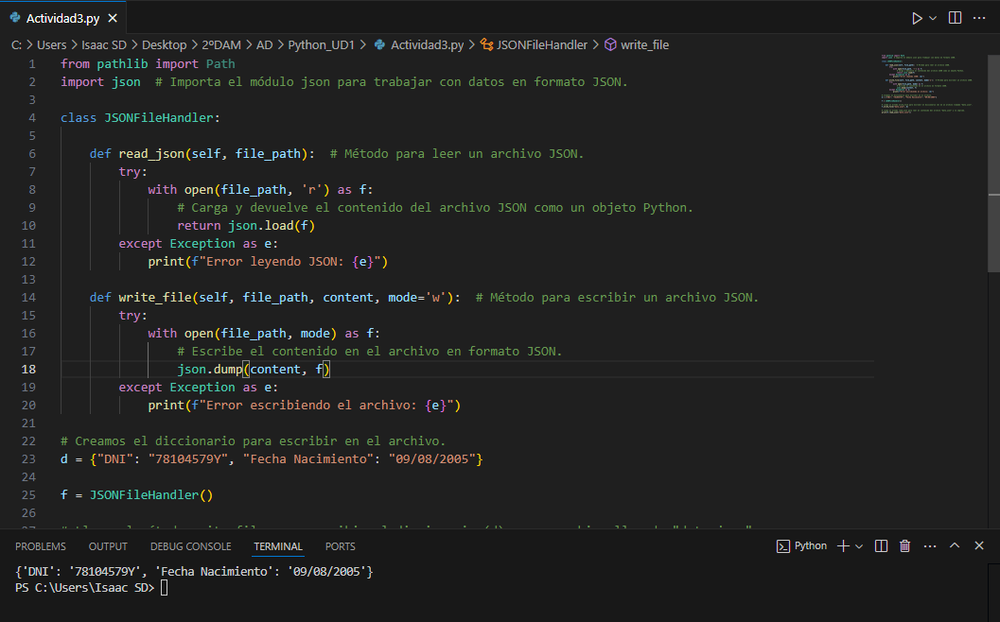 Actividad3.py
C: > Users > Isaac SD > Desktop > 2ºDAM > AD > Python_UD1 > Actividad3.py > JSONFileHandler > write_file
1 from pathlib import Path
2 import json  # Importa el módulo json para trabajar con datos en formato JSON.
3
4 class JSONFileHandler:
5
6     def read_json(self, file_path):  # Método para leer un archivo JSON.
7         try:
8             with open(file_path, 'r') as f:
9                 # Carga y devuelve el contenido del archivo JSON como un objeto Python.
10                 return json.load(f)
11         except Exception as e:
12             print(f"Error leyendo JSON: {e}")
13
14     def write_file(self, file_path, content, mode='w'):  # Método para escribir un archivo JSON.
15         try:
16             with open(file_path, mode) as f:
17                 # Escribe el contenido en el archivo en formato JSON.
18                 json.dump(content, f)
19         except Exception as e:
20             print(f"Error escribiendo el archivo: {e}")
21
22 # Creamos el diccionario para escribir en el archivo.
23 d = {"DNI": "78104579Y", "Fecha Nacimiento": "09/08/2005"}
24
25 f = JSONFileHandler()
26
PROBLEMS OUTPUT DEBUG CONSOLE TERMINAL PORTS Python
{'DNI': '78104579Y', 'Fecha Nacimiento': '09/08/2005'}
PS C:\Users\Isaac SD>